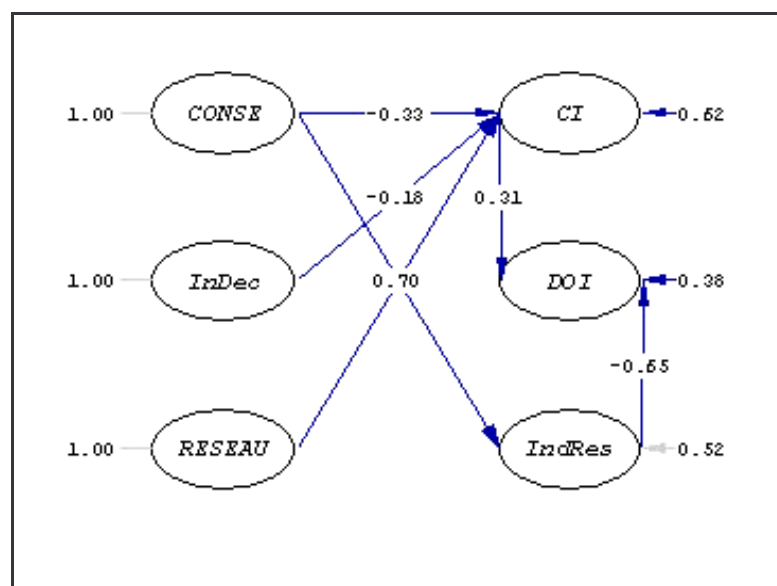 1.00 CONSE -0.33 CI 0.62
-0.18 0.31
1.00 InDec 0.70 DOI 0.38
-0.65
1.00 RESEAU IndRes 0.52